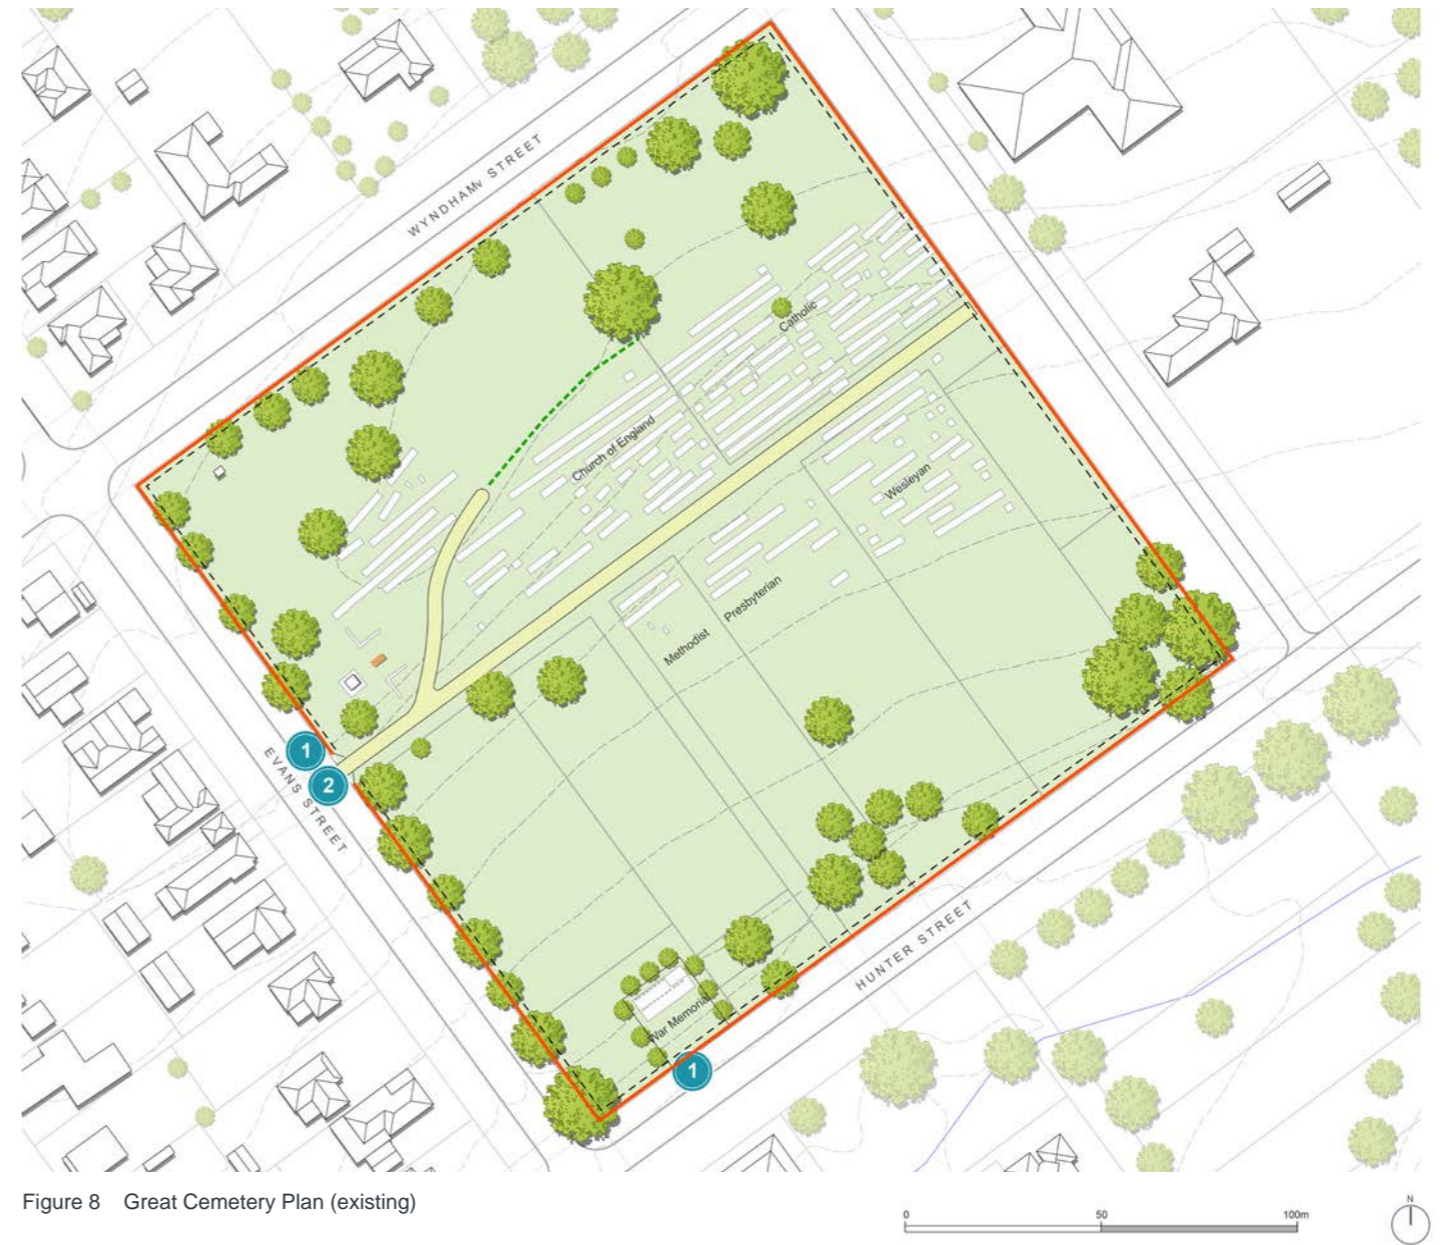 WYNDHAMv STREET
Catholic
Church of England
Wesleyan
Presbyterian
Methodist
1
2
EVANS STREET
HUNTER STREET
War Memorial
1
Figure 8 Great Cemetery Plan (existing)
0 50 100m
N